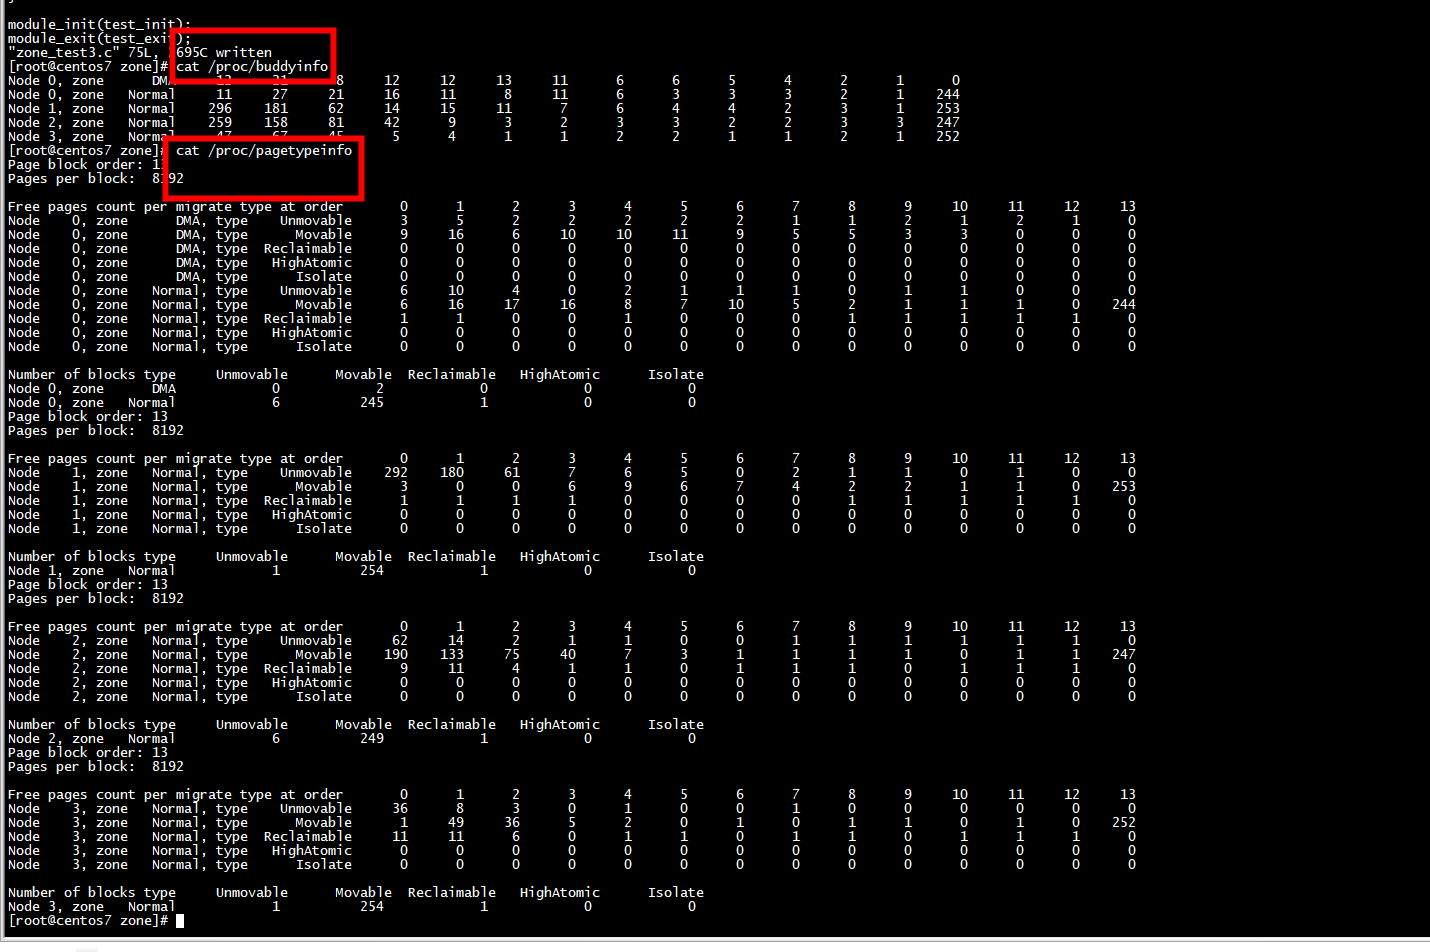 module_init(test_init);
module_exit(test_exit);
"zone_test3.c" 75L, 695C written
[root@centos7 zone]# cat /proc/buddyinfo
Node 0, zone DMA 12 21 8 12 12 13 11 6 6 5 4 2 1 0
Node 0, zone Normal 11 27 21 16 11 8 11 6 3 3 3 2 1 244
Node 1, zone Normal 296 181 62 14 15 11 7 6 4 4 2 3 1 253
Node 2, zone Normal 259 158 81 42 9 3 2 3 3 2 2 3 3 247
Node 3, zone Normal 47 67 45 5 4 1 1 2 2 1 1 2 1 252
[root@centos7 zone]# cat /proc/pagetypeinfo
Page block order: 13
Pages per block: 8192
Free pages count per migrate type at order 0 1 2 3 4 5 6 7 8 9 10 11 12 13
Node 0, zone DMA, type Unmovable 3 5 2 2 2 2 2 1 1 2 1 2 1 0
Node 0, zone DMA, type Movable 9 16 6 10 10 11 9 5 5 3 3 0 0 0
Node 0, zone DMA, type Reclaimable 0 0 0 0 0 0 0 0 0 0 0 0 0 0
Node 0, zone DMA, type HighAtomic 0 0 0 0 0 0 0 0 0 0 0 0 0 0
Node 0, zone DMA, type Isolate 0 0 0 0 0 0 0 0 0 0 0 0 0 0
Node 0, zone Normal, type Unmovable 6 10 4 0 2 1 1 1 0 1 1 0 0 0
Node 0, zone Normal, type Movable 6 16 17 16 8 7 10 5 2 1 1 1 0 244
Node 0, zone Normal, type Reclaimable 1 1 0 0 1 0 0 0 1 1 1 1 1 0
Node 0, zone Normal, type HighAtomic 0 0 0 0 0 0 0 0 0 0 0 0 0 0
Node 0, zone Normal, type Isolate 0 0 0 0 0 0 0 0 0 0 0 0 0 0
Number of blocks type Unmovable Movable Reclaimable HighAtomic Isolate
Node 0, zone DMA 0 2 0 0 0
Node 0, zone Normal 6 245 1 0 0
Page block order: 13
Pages per block: 8192
Free pages count per migrate type at order 0 1 2 3 4 5 6 7 8 9 10 11 12 13
Node 1, zone Normal, type Unmovable 292 180 61 7 6 5 0 2 1 1 0 1 0 0
Node 1, zone Normal, type Movable 3 0 0 6 9 6 7 4 2 2 1 1 0 253
Node 1, zone Normal, type Reclaimable 1 1 1 1 0 0 0 0 1 1 1 1 1 0
Node 1, zone Normal, type HighAtomic 0 0 0 0 0 0 0 0 0 0 0 0 0 0
Node 1, zone Normal, type Isolate 0 0 0 0 0 0 0 0 0 0 0 0 0 0
Number of blocks type Unmovable Movable Reclaimable HighAtomic Isolate
Node 1, zone Normal 1 254 1 0 0
Page block order: 13
Pages per block: 8192
Free pages count per migrate type at order 0 1 2 3 4 5 6 7 8 9 10 11 12 13
Node 2, zone Normal, type Unmovable 62 14 2 1 1 0 0 1 1 1 1 1 1 0
Node 2, zone Normal, type Movable 190 133 75 40 7 3 1 1 1 1 0 1 1 247
Node 2, zone Normal, type Reclaimable 9 11 4 1 1 0 1 1 1 0 1 1 1 0
Node 2, zone Normal, type HighAtomic 0 0 0 0 0 0 0 0 0 0 0 0 0 0
Node 2, zone Normal, type Isolate 0 0 0 0 0 0 0 0 0 0 0 0 0 0
Number of blocks type Unmovable Movable Reclaimable HighAtomic Isolate
Node 2, zone Normal 6 249 1 0 0
Page block order: 13
Pages per block: 8192
Free pages count per migrate type at order 0 1 2 3 4 5 6 7 8 9 10 11 12 13
Node 3, zone Normal, type Unmovable 36 8 3 0 1 0 0 1 0 0 0 0 0 0
Node 3, zone Normal, type Movable 1 49 36 5 2 0 1 0 1 1 0 1 0 252
Node 3, zone Normal, type Reclaimable 11 11 6 0 1 1 0 1 1 0 1 1 1 0
Node 3, zone Normal, type HighAtomic 0 0 0 0 0 0 0 0 0 0 0 0 0 0
Node 3, zone Normal, type Isolate 0 0 0 0 0 0 0 0 0 0 0 0 0 0
Number of blocks type Unmovable Movable Reclaimable HighAtomic Isolate
Node 3, zone Normal 1 254 1 0 0
[root@centos7 zone]#